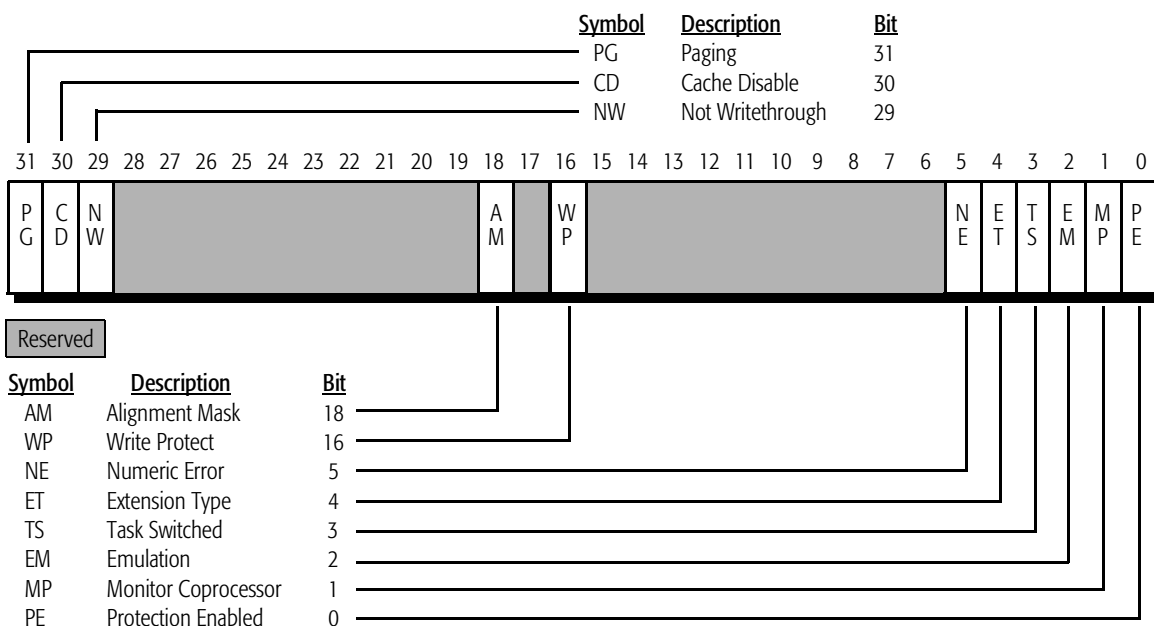 Symbol Description Bit
PG Paging 31
CD Cache Disable 30
NW Not Writethrough 29
31 30 29 28 27 26 25 24 23 22 21 20 19 18 17 16 15 14 13 12 11 10 9 8 7 6 5 4 3 2 1 0
P C N A W N E T E M P
G D W M P E T S M P E
Reserved
Symbol Description Bit
AM Alignment Mask 18
WP Write Protect 16
NE Numeric Error 5
ET Extension Type 4
TS Task Switched 3
EM Emulation 2
MP Monitor Coprocessor 1
PE Protection Enabled 0